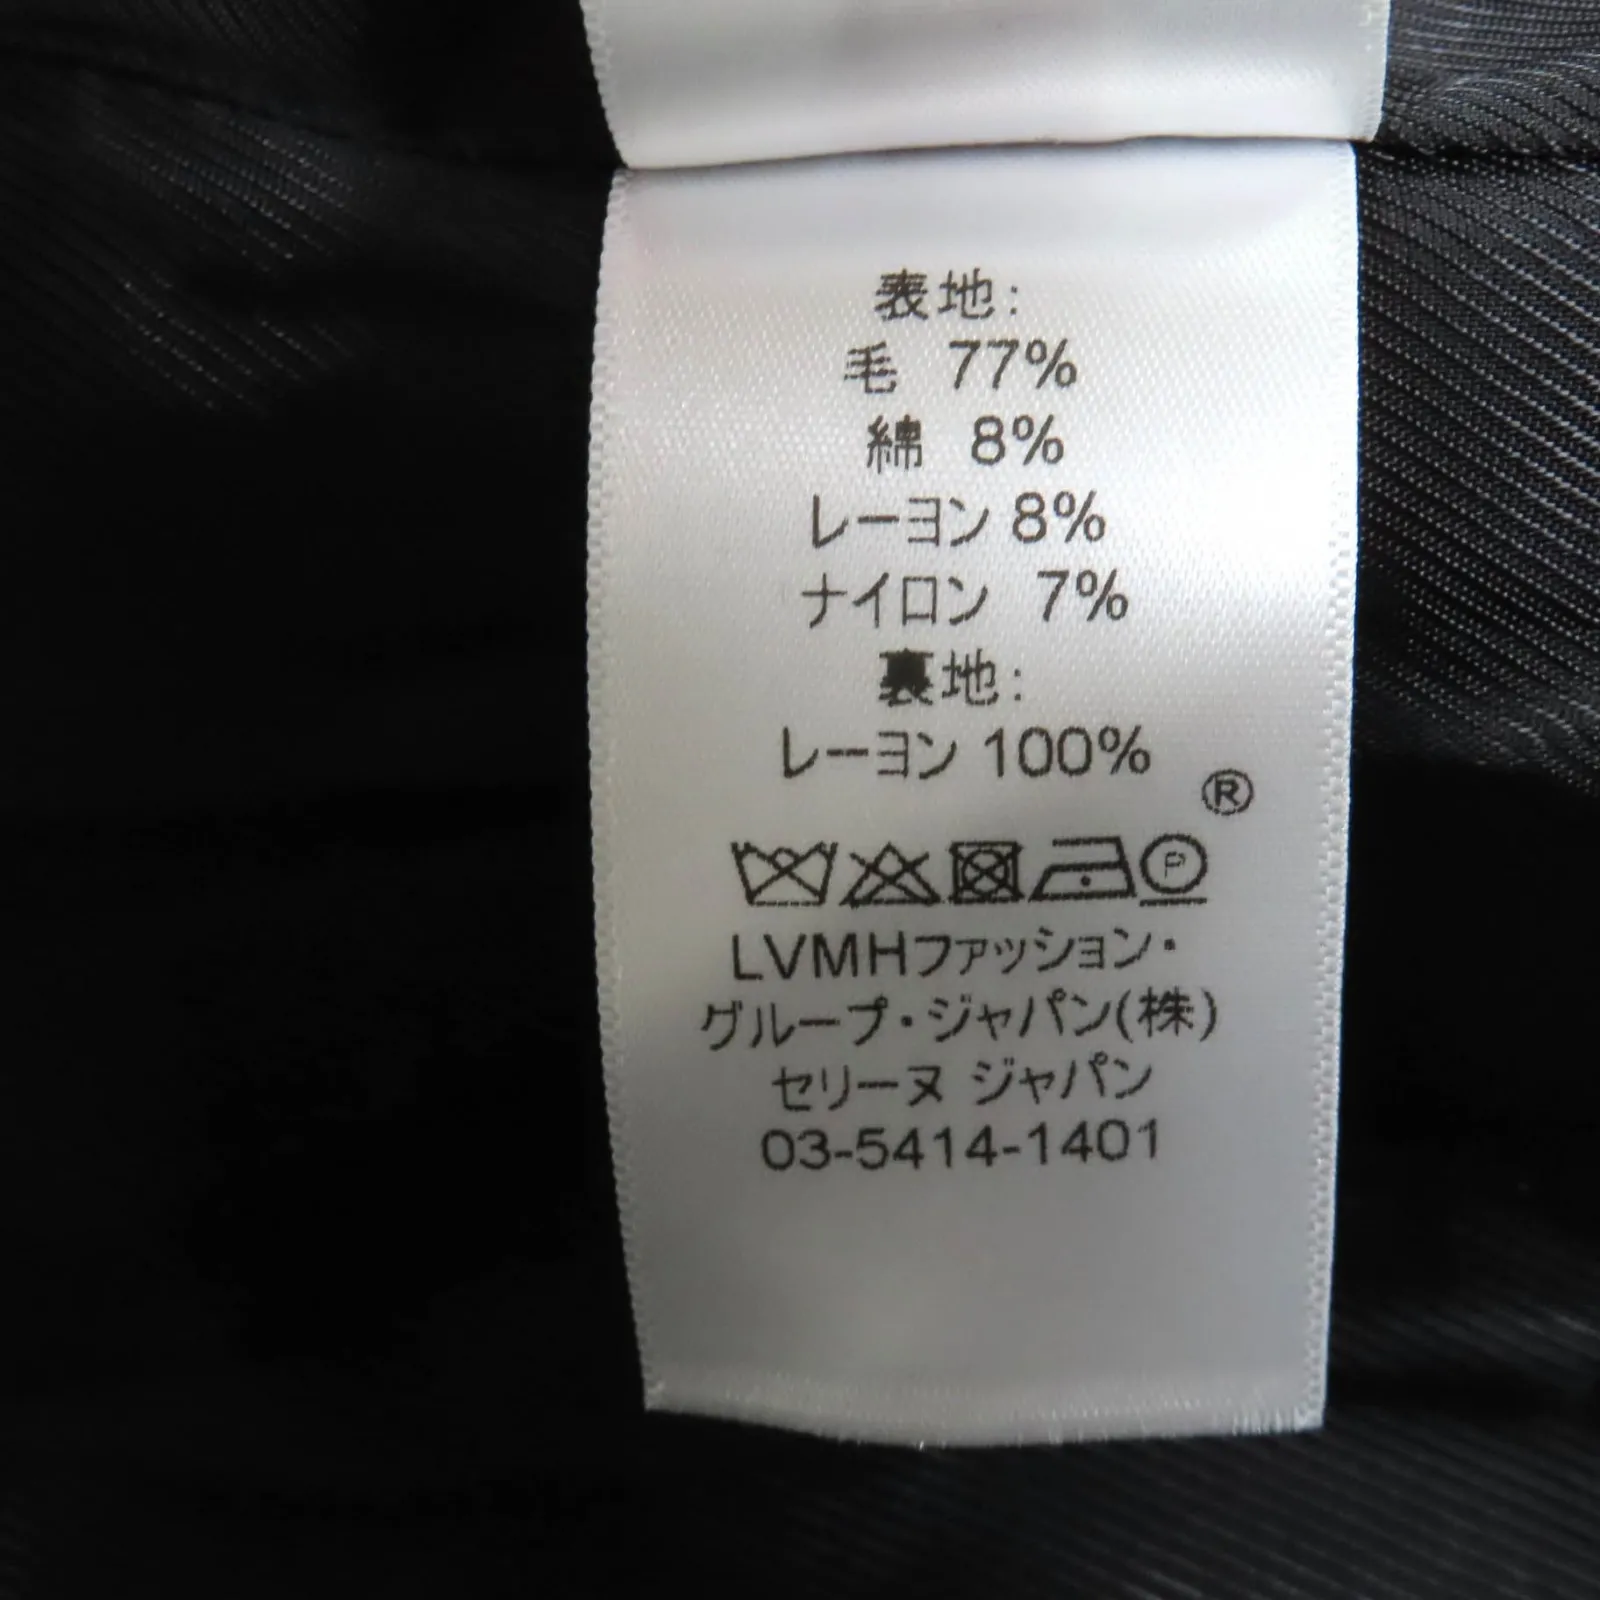 表地:
毛 77%
綿 8%
レーヨン 8%
ナイロン 7%
裏地:
レーヨン 100%
®
P
LVMHファッション・
グループ・ジャパン(株)
セリーヌ ジャパン
03-5414-1401